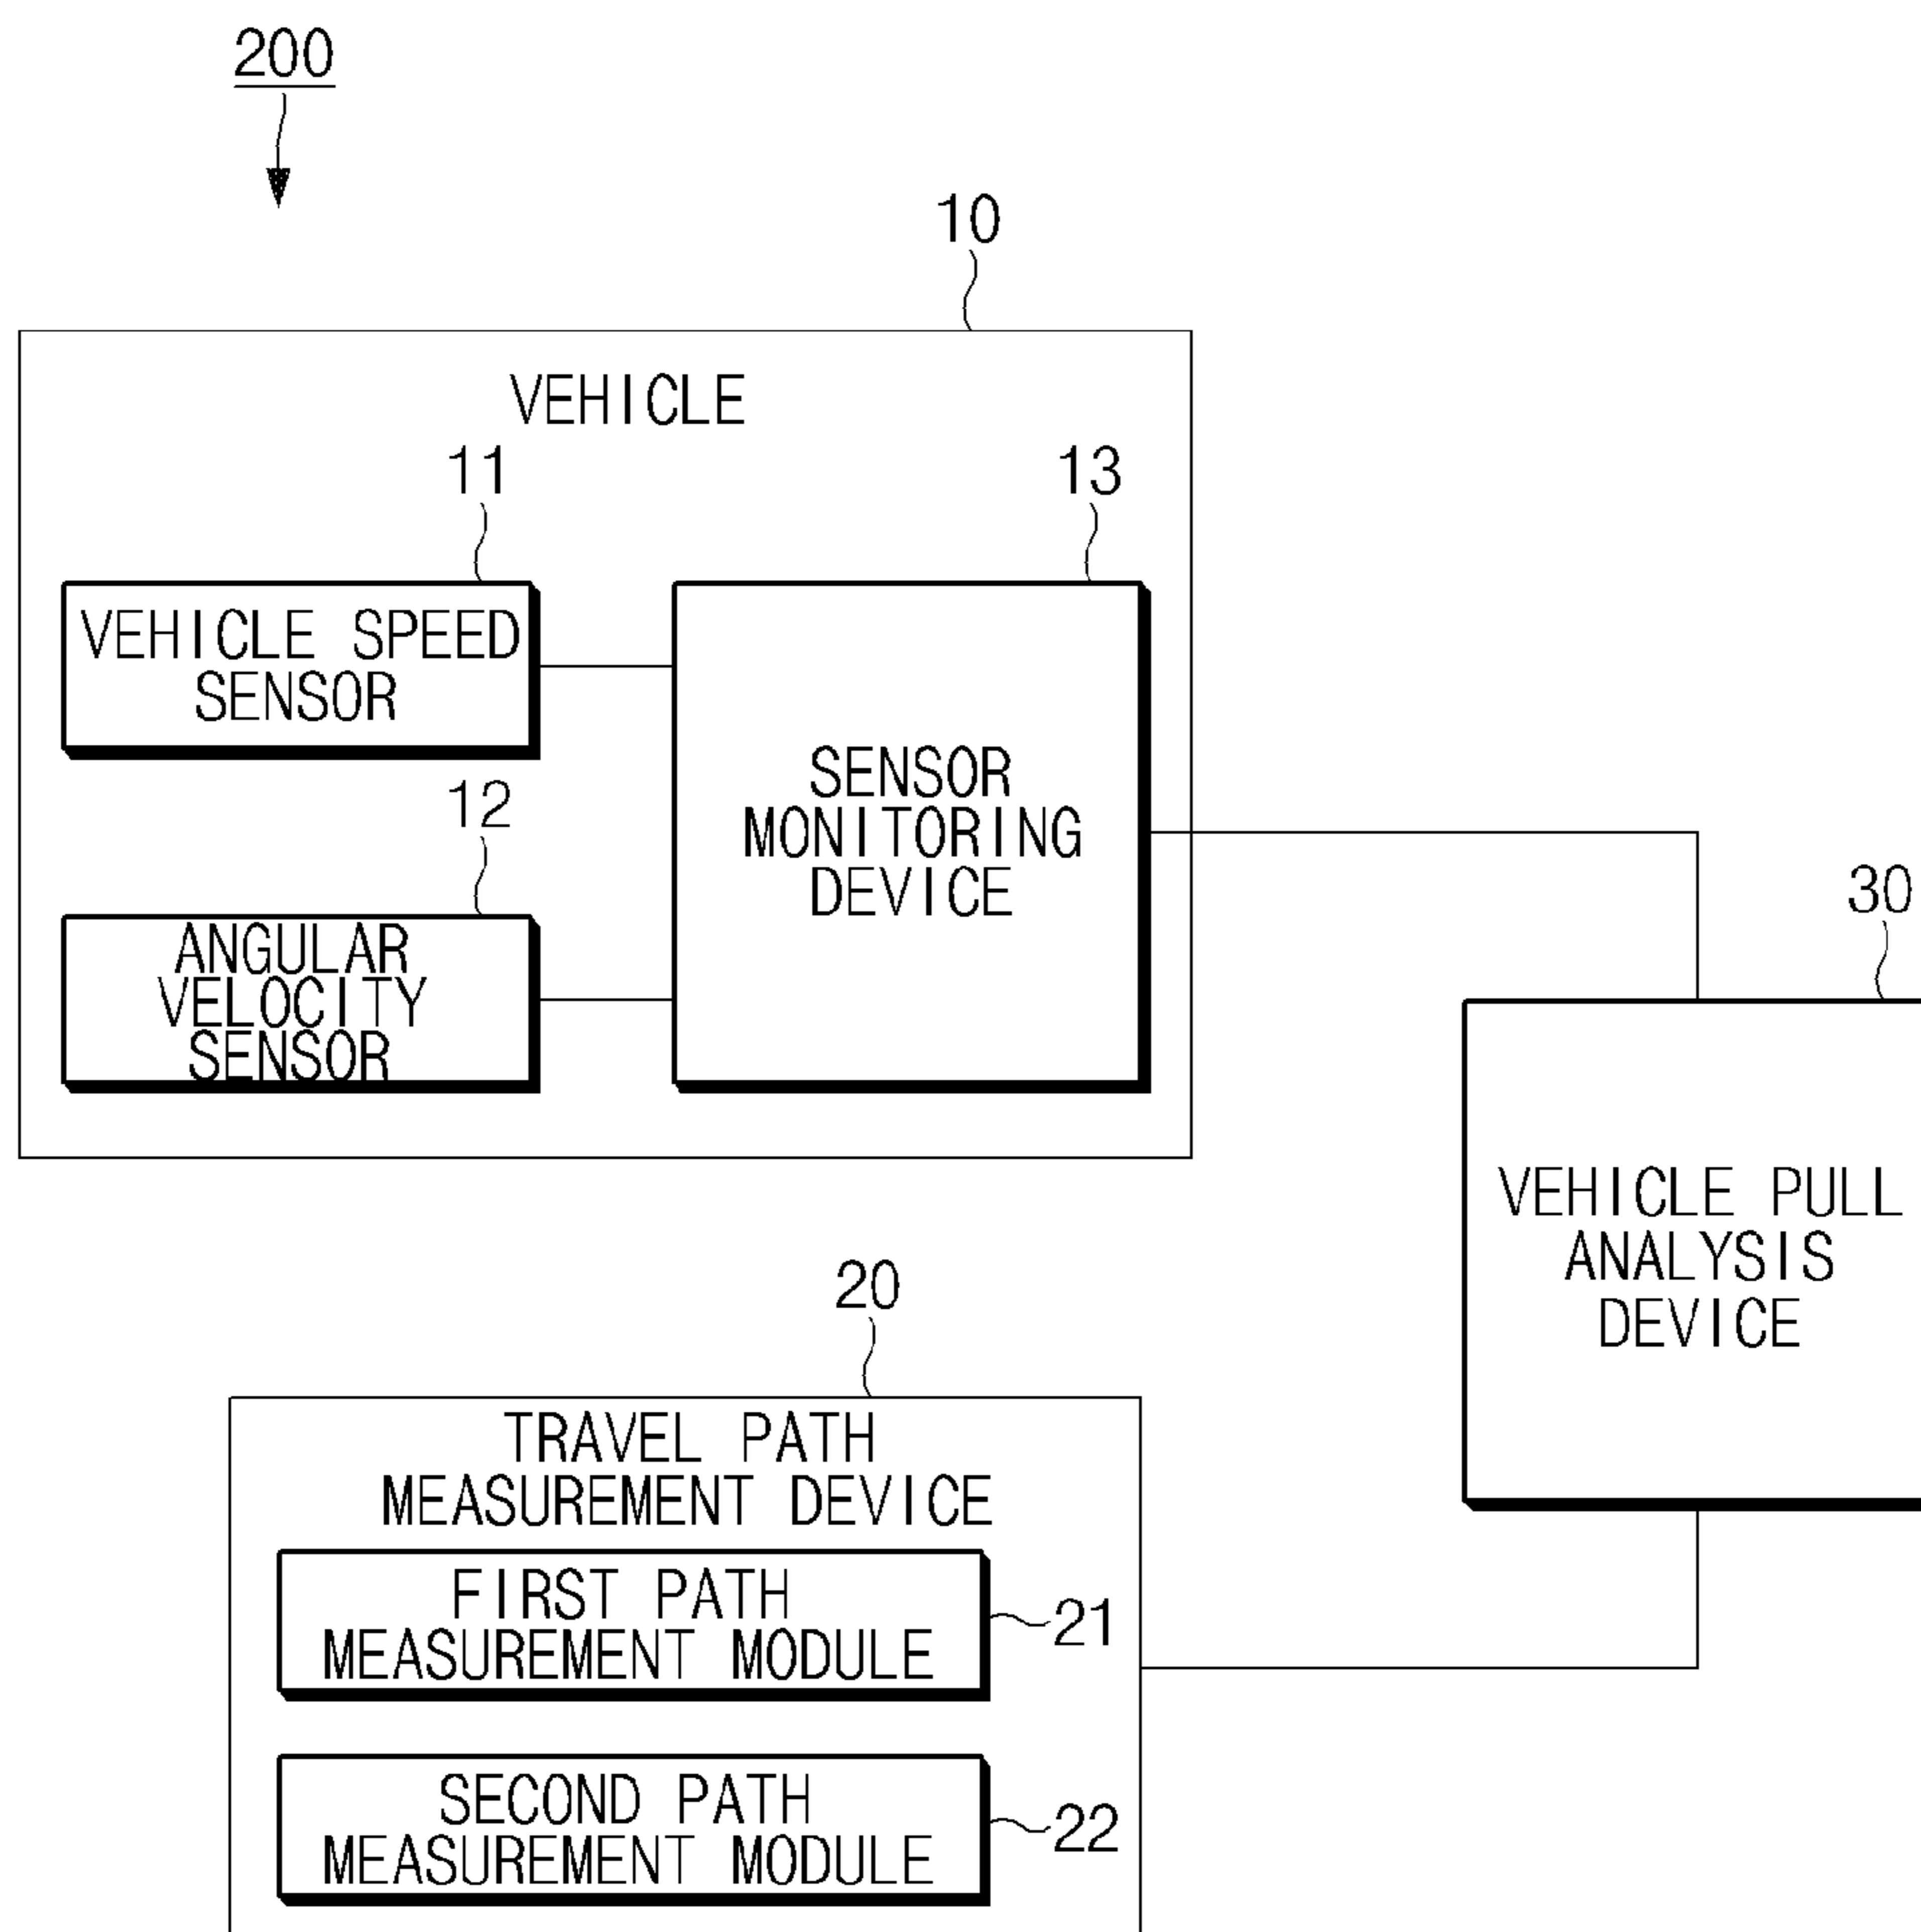 200
10
VEHICLE
11
13
VEHICLE SPEED
SENSOR
12
ANGULAR
VELOCITY
SENSOR
SENSOR
MONITORING
DEVICE
30
VEHICLE PULL
ANALYSIS
DEVICE
20
TRAVEL PATH
MEASUREMENT DEVICE
FIRST PATH
MEASUREMENT MODULE
21
SECOND PATH
MEASUREMENT MODULE
22